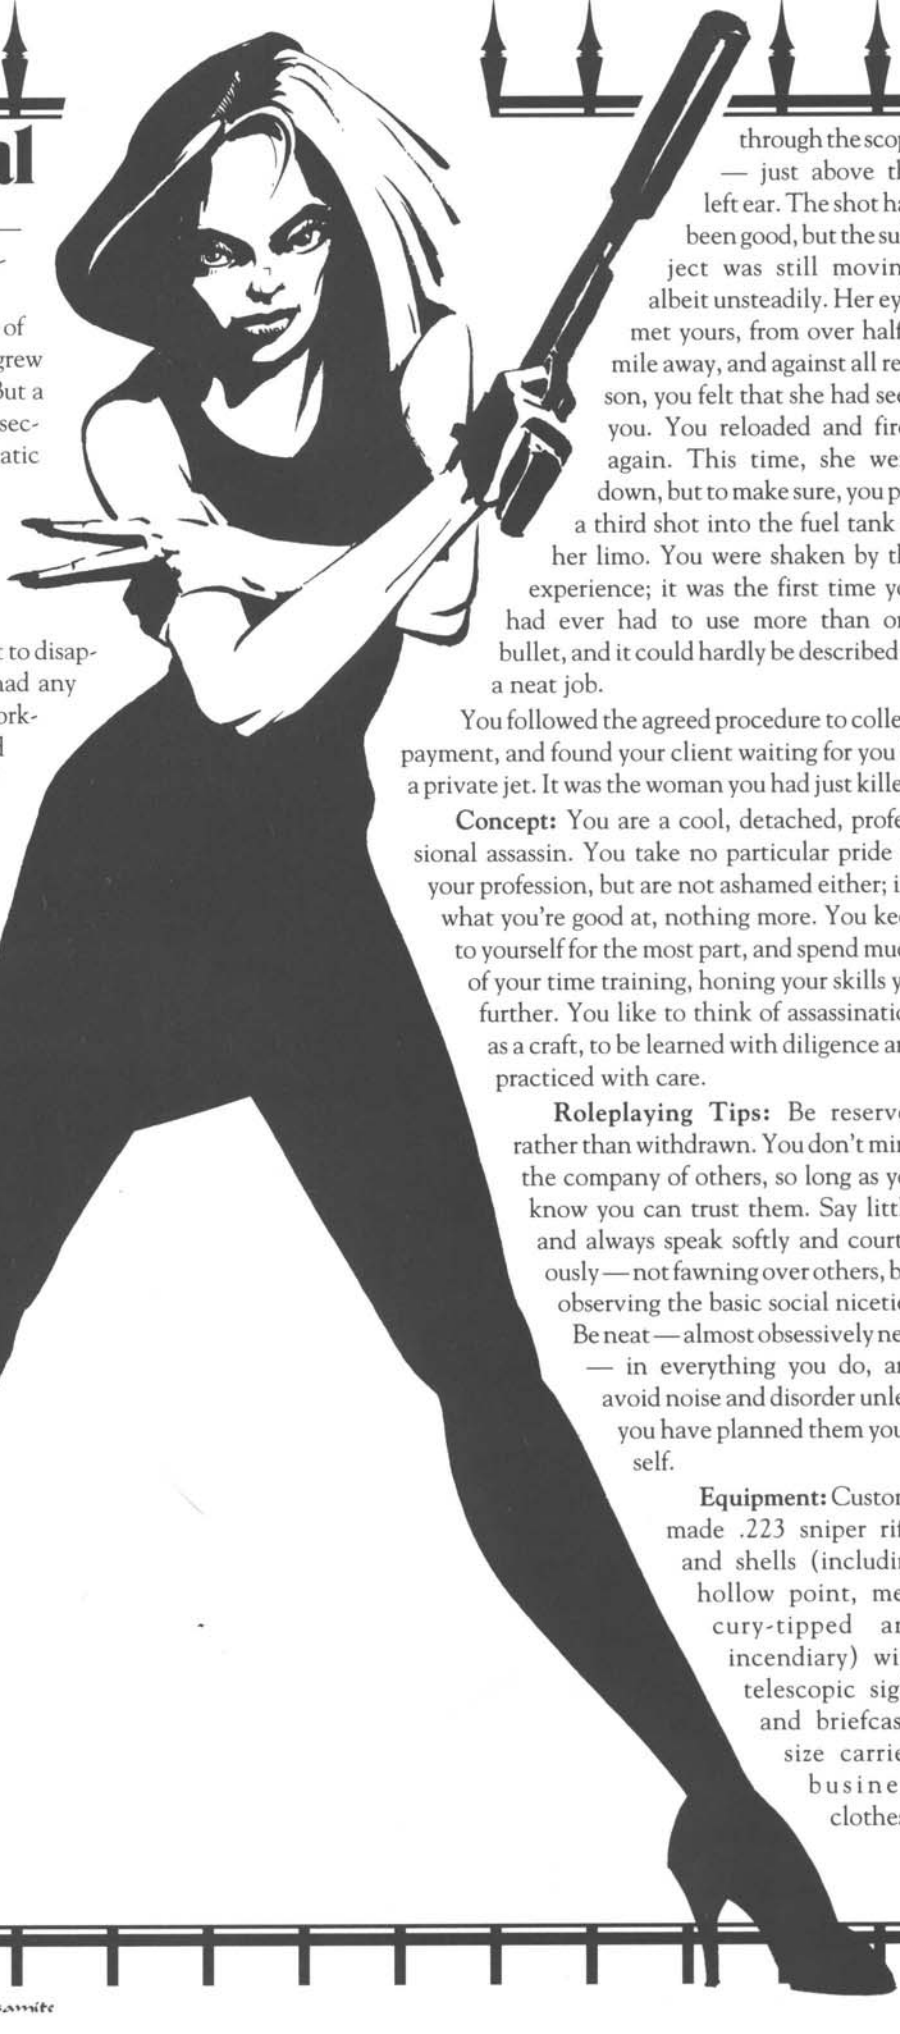 al
of
grew
But a
sec-
atic
to disap-
had any
ork-
through the scop
— just above th
left ear. The shot ha
been good, but the su
ject was still movin
albeit unsteadily. Her ey
met yours, from over half
mile away, and against all re
son, you felt that she had see
you. You reloaded and fire
again. This time, she we
down, but to make sure, you p
a third shot into the fuel tank
her limo. You were shaken by th
experience; it was the first time yo
had ever had to use more than on
bullet, and it could hardly be described
a neat job.
You followed the agreed procedure to colle
payment, and found your client waiting for you
a private jet. It was the woman you had just kille
Concept: You are a cool, detached, profe
sional assassin. You take no particular pride
your profession, but are not ashamed either; i
what you're good at, nothing more. You kee
to yourself for the most part, and spend muc
of your time training, honing your skills y
further. You like to think of assassinatio
as a craft, to be learned with diligence an
practiced with care.
Roleplaying Tips: Be reserve
rather than withdrawn. You don't min
the company of others, so long as yo
know you can trust them. Say littl
and always speak softly and court
ously — not fawning over others, b
observing the basic social nicetie
Be neat — almost obsessively ne
— in everything you do, an
avoid noise and disorder unle
you have planned them you
self.
Equipment: Custom
made .223 sniper rif
and shells (includin
hollow point, me
cury-tipped an
incendiary) wi
telescopic sig
and briefcas
size carrie
busine
clothes
amite